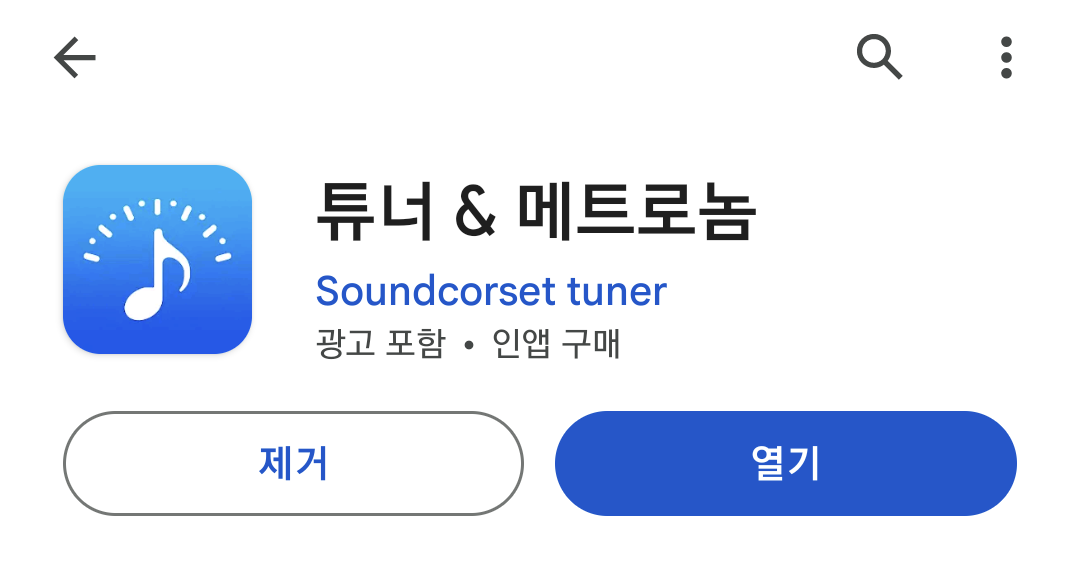 튜너 & 메트로놈
Soundcorset tuner
광고 포함 • 인앱 구매
제거
열기